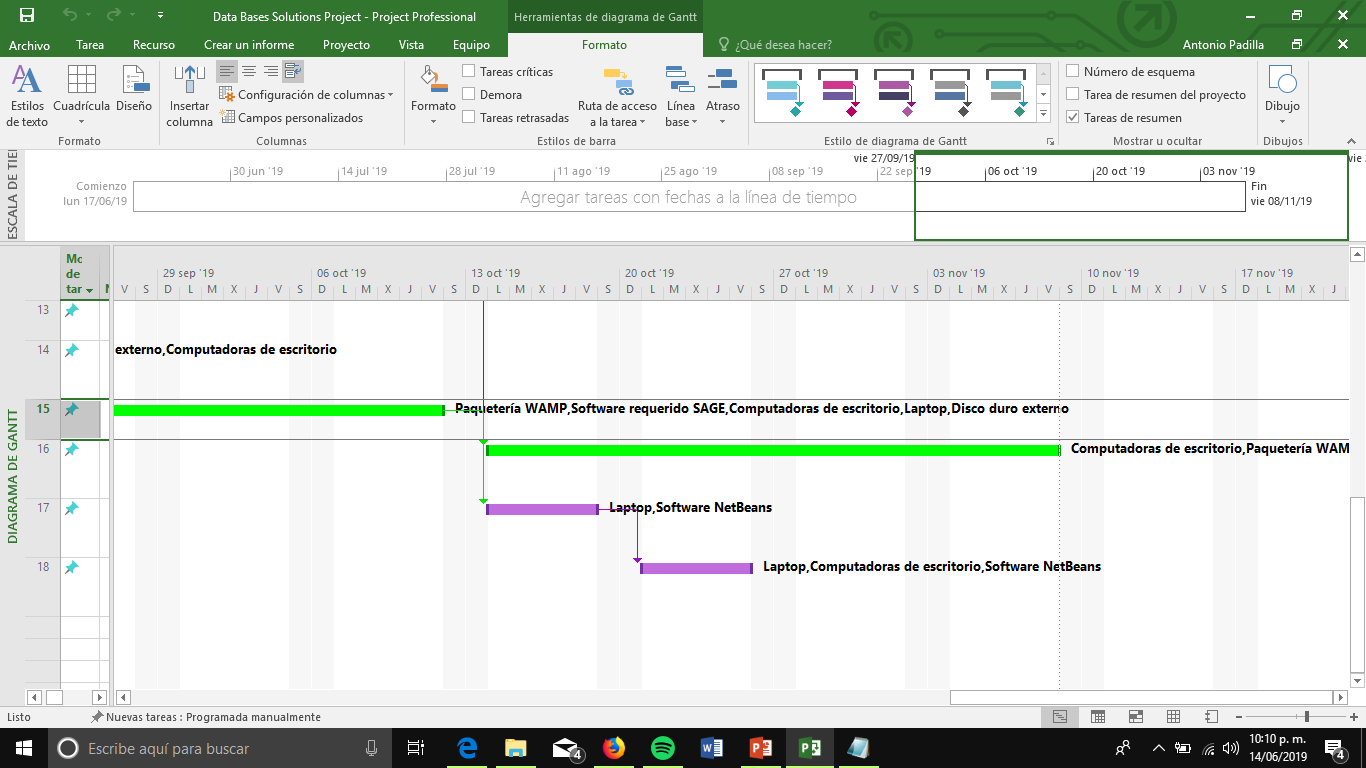 Data Bases Solutions Project - Project Professional
Herramientas de diagrama de Gantt
Archivo Tarea Recurso Crear un informe Proyecto Vista Equipo Formato ¿Qué desea hacer? Antonio Padilla
Estilos de texto
Cuadrícula
Diseño
Formato
Insertar columna
Configuración de columnas
Campos personalizados
Columnas
Formato
Tareas críticas
Demora
Tareas retrasadas
Ruta de acceso a la tarea
Línea base
Atraso
Estilos de barra
Estilo de diagrama de Gantt
Número de esquema
Tarea de resumen del proyecto
Tareas de resumen
Mostrar u ocultar
Dibujo
Dibujos
ESCALA DE TIE
vie 27/09/19
vie
30 jun '19 14 jul '19 28 jul '19 11 ago '19 25 ago '19 08 sep '19 22 sep '19 06 oct '19 20 oct '19 03 nov '19
Comienzo
lun 17/06/19
Agregar tareas con fechas a la línea de tiempo
Fin
vie 08/11/19
DIAGRAMA DE GANTT
Mo
de
tar
29 sep '19 06 oct '19 13 oct '19 20 oct '19 27 oct '19 03 nov '19 10 nov '19 17 nov '19
V S D L M X J V S D L M X J V S D L M X J V S D L M X J V S D L M X J V S D L M X J V S D L M X J V S D L M X J
13
14 externo,Computadoras de escritorio
15 Paquetería WAMP,Software requerido SAGE,Computadoras de escritorio,Laptop,Disco duro externo
16 Computadoras de escritorio,Paquetería WAM
17 Laptop,Software NetBeans
18 Laptop,Computadoras de escritorio,Software NetBeans
Listo Nuevas tareas : Programada manualmente
Escribe aquí para buscar
4
10:10 p. m.
14/06/2019
4